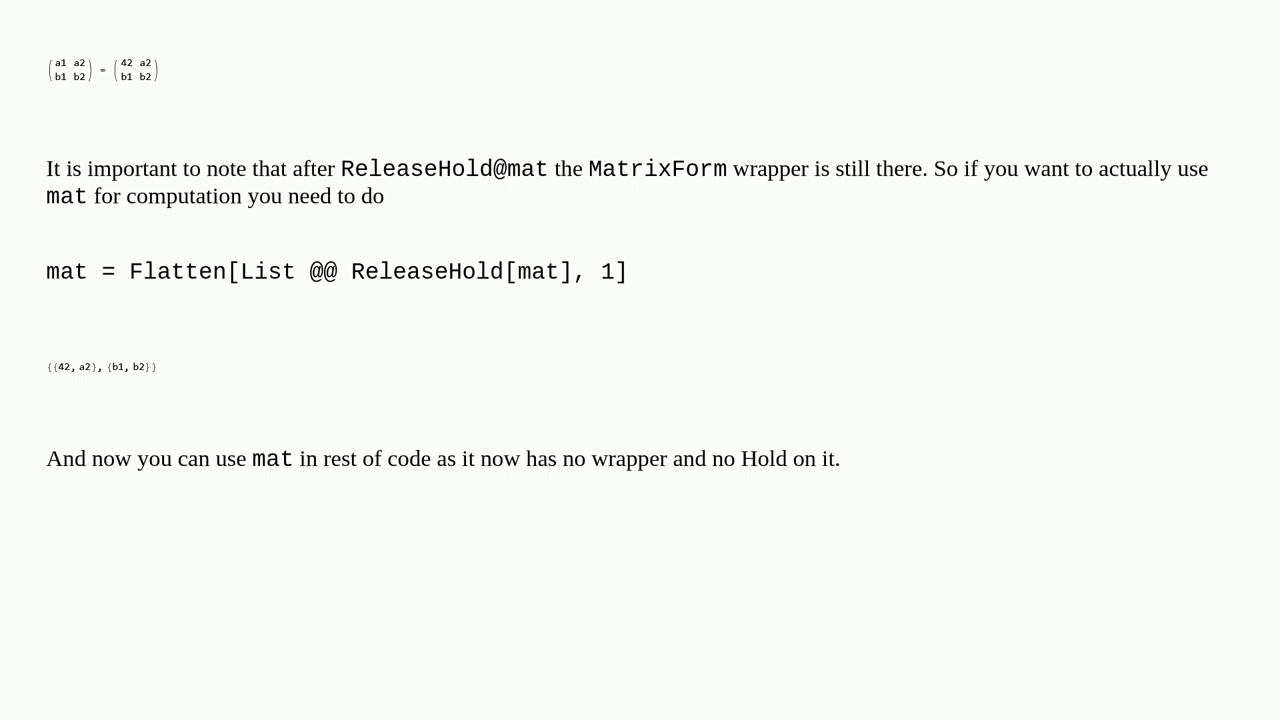 (a1 a2
b1 b2) = (42 a2
b1 b2)
It is important to note that after ReleaseHold@mat the MatrixForm wrapper is still there. So if you want to actually use
mat for computation you need to do
mat = Flatten[List @@ ReleaseHold[mat], 1]
{{42, a2}, {b1, b2}}
And now you can use mat in rest of code as it now has no wrapper and no Hold on it.